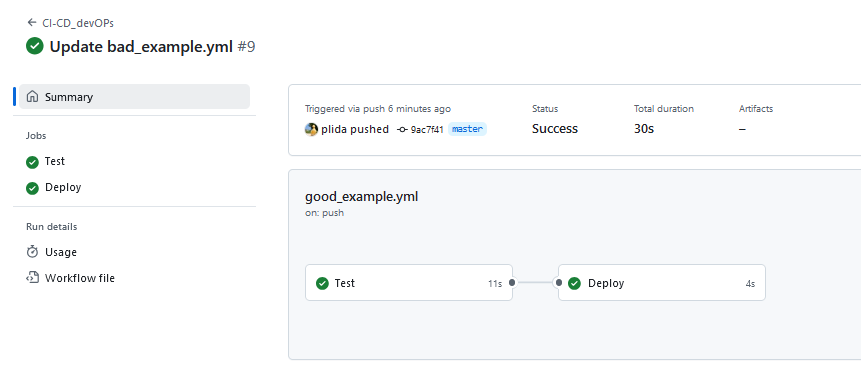 CI-CD_devOPs
Update bad_example.yml #9
Summary
Jobs
Test
Deploy
Run details
Usage
Workflow file
Triggered via push 6 minutes ago
plida pushed 9ac7f41 master
Status
Success
Total duration
30s
Artifacts
–
good_example.yml
on: push
Test 11s
Deploy 4s